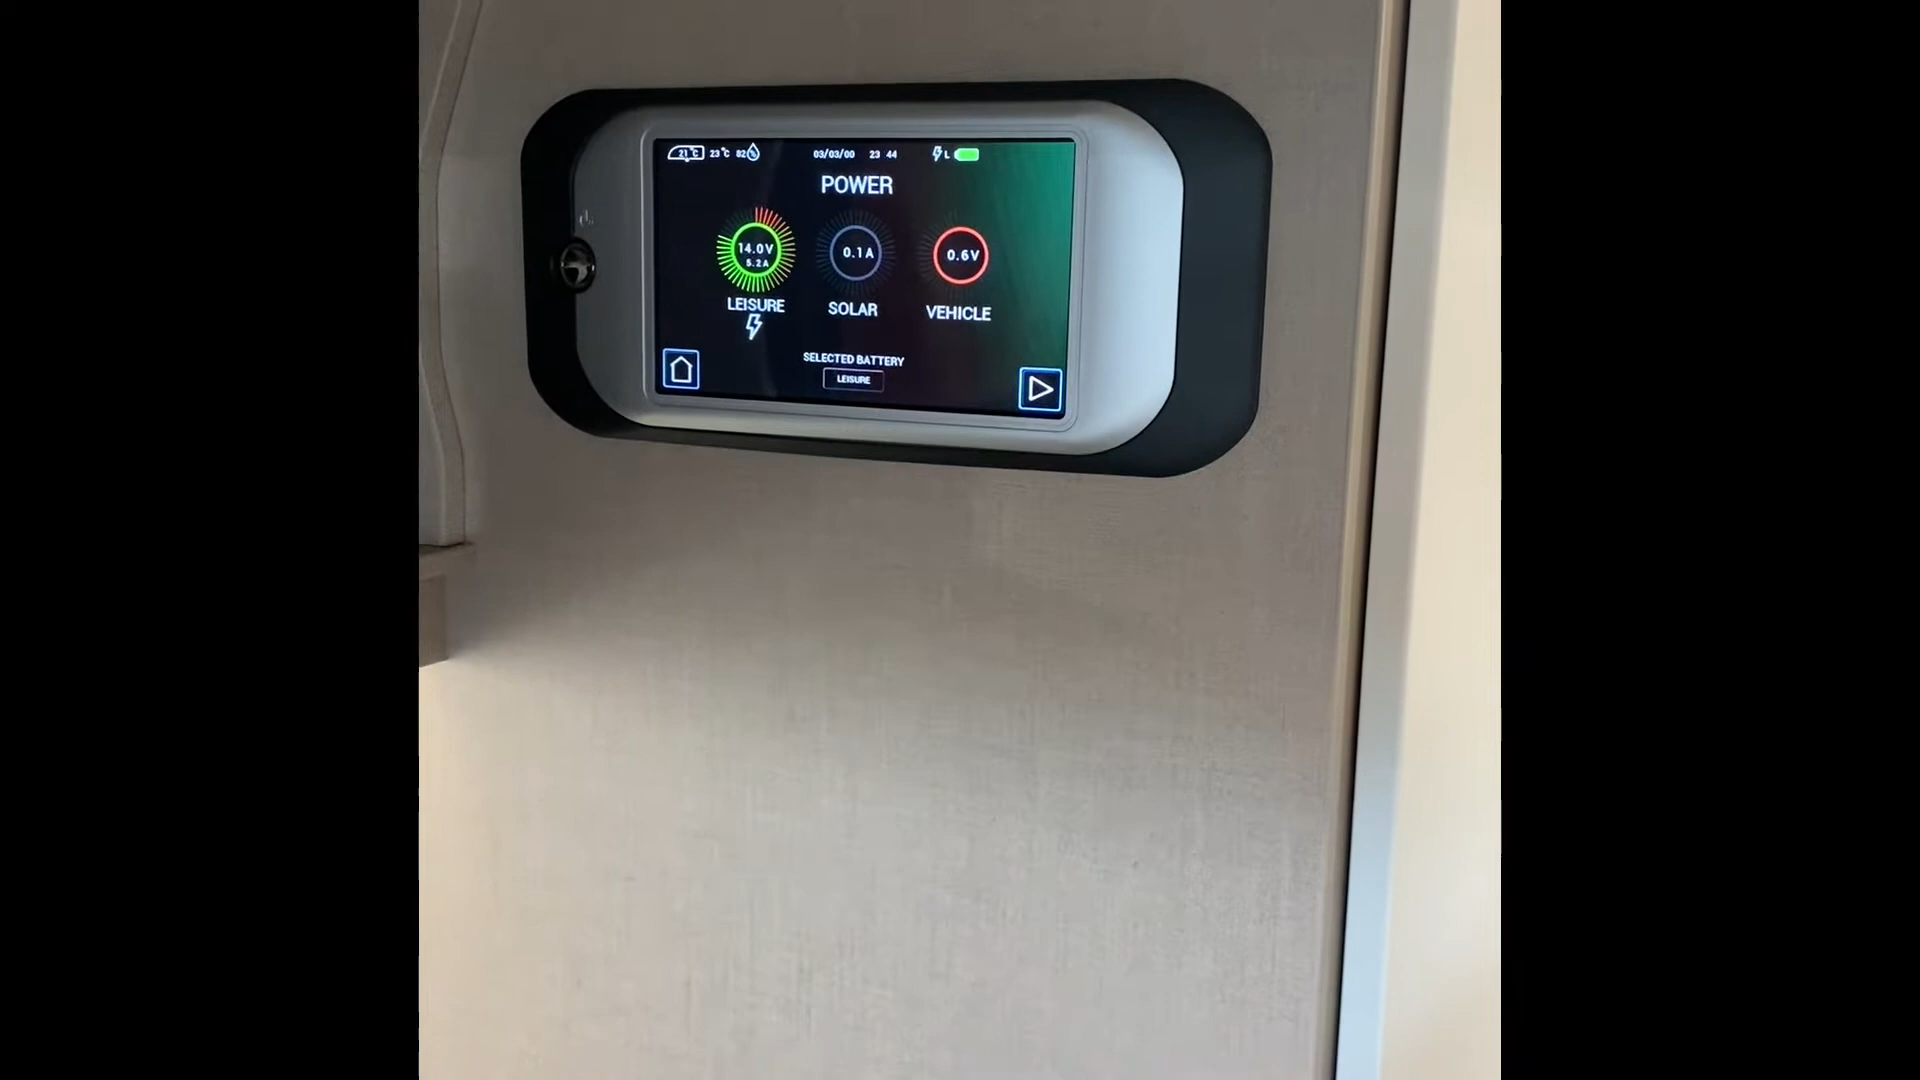 21°C 23°C 82% 03/03/00 23 44 L
POWER
14.0V 0.1A 0.6V
5.2A
LEISURE SOLAR VEHICLE
SELECTED BATTERY
LEISURE